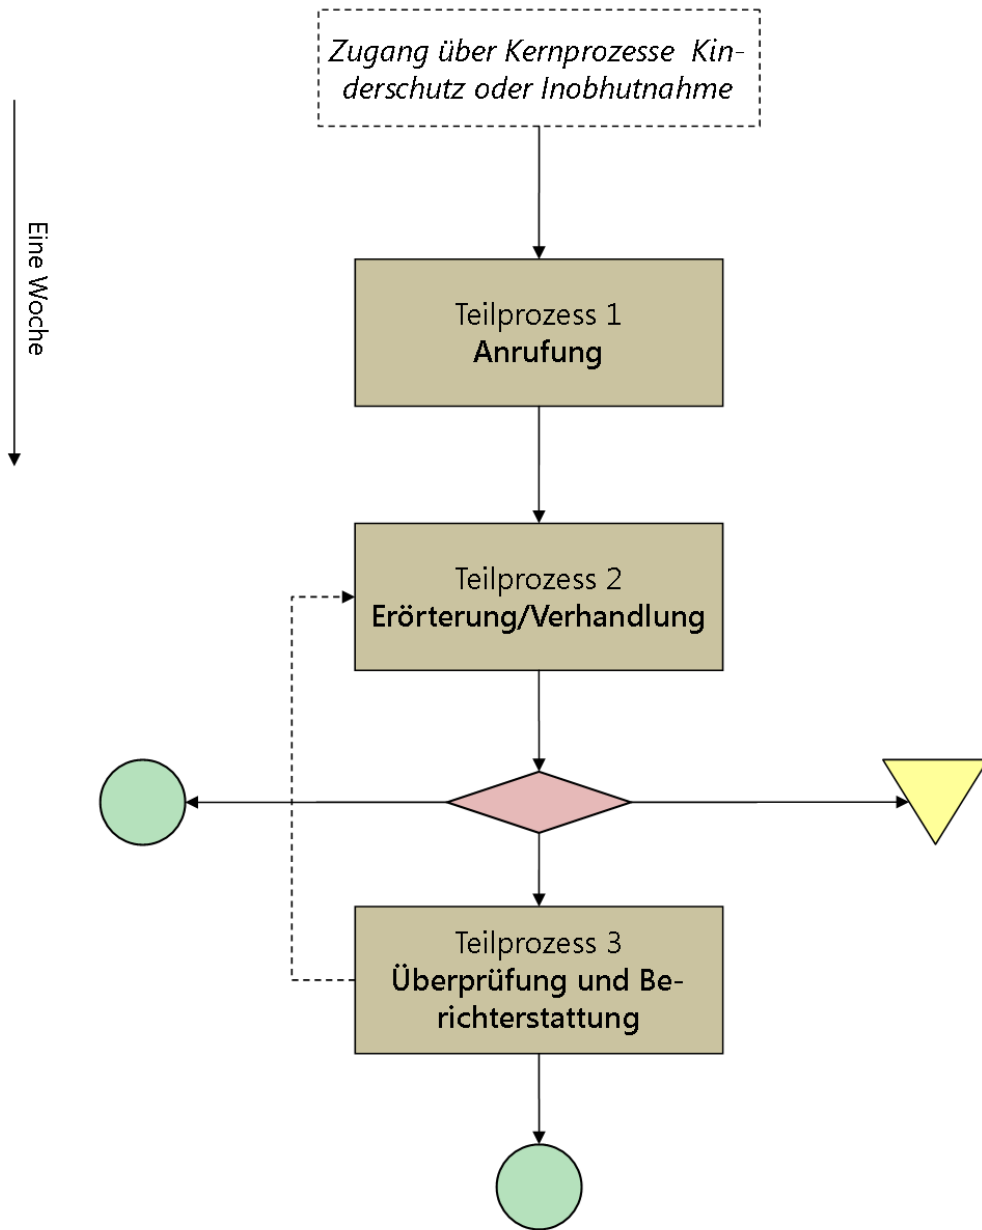 Zugang über Kernprozesse  Kin-
derschutz oder Inobhutnahme
Eine Woche
Teilprozess 1
Anrufung
Teilprozess 2
Erörterung/Verhandlung
Teilprozess 3
Überprüfung und Be-
richterstattung